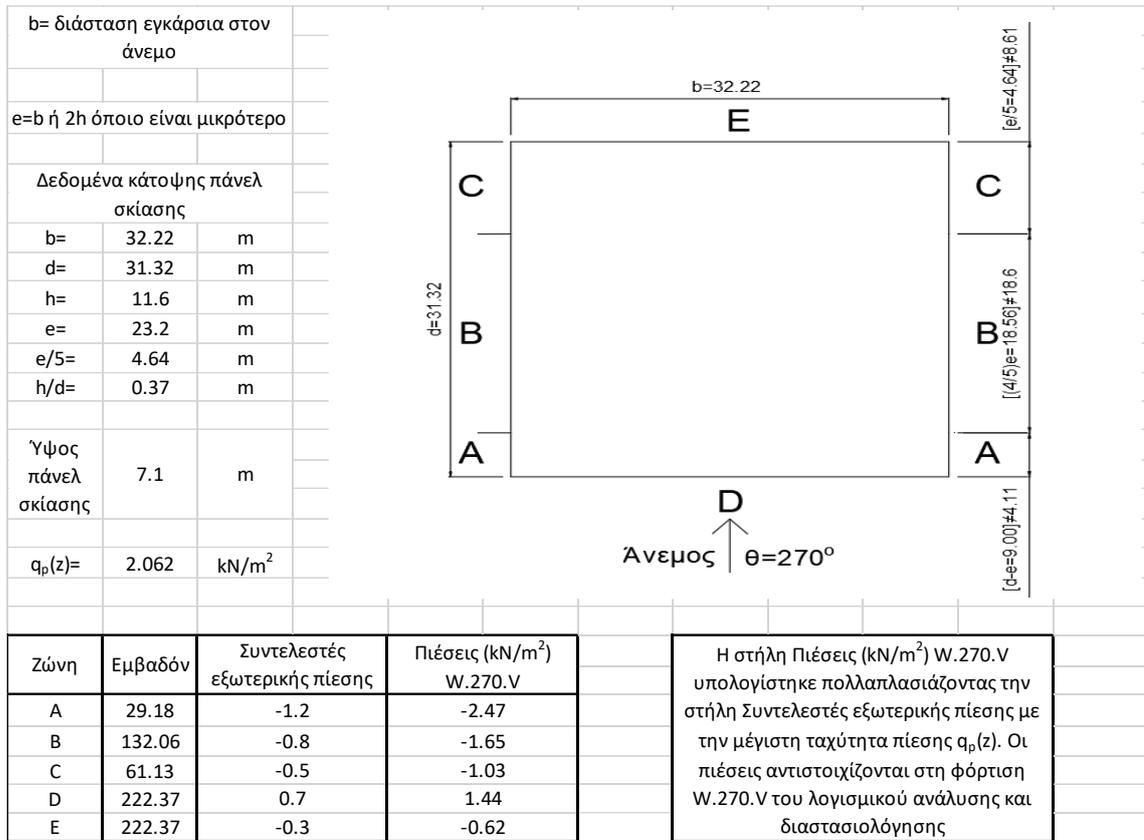 b= διάσταση εγκάρσια στον
άνεμο
e=b ή 2h όποιο είναι μικρότερο
Δεδομένα κάτοψης πάνελ
σκίασης
b= 32.22 m
d= 31.32 m
h= 11.6 m
e= 23.2 m
e/5= 4.64 m
h/d= 0.37 m
Ύψος
πάνελ
σκίασης
7.1 m
qₚ(z)= 2.062 kN/m²
b=32.22
E
C
C
d=31.32
B
B
A
A
D
Άνεμος θ=270°
[e/5=4.64]≠8.61
[(4/5)e=18.56]≠18.6
[d-e=9.00]≠4.11
Ζώνη Εμβαδόν Συντελεστές εξωτερικής πίεσης Πιέσεις (kN/m²) W.270.V
A 29.18 -1.2 -2.47
B 132.06 -0.8 -1.65
C 61.13 -0.5 -1.03
D 222.37 0.7 1.44
E 222.37 -0.3 -0.62
Η στήλη Πιέσεις (kN/m²) W.270.V
υπολογίστηκε πολλαπλασιάζοντας την
στήλη Συντελεστές εξωτερικής πίεσης με
την μέγιστη ταχύτητα πίεσης qₚ(z). Οι
πιέσεις αντιστοιχίζονται στη φόρτιση
W.270.V του λογισμικού ανάλυσης και
διαστασιολόγησης